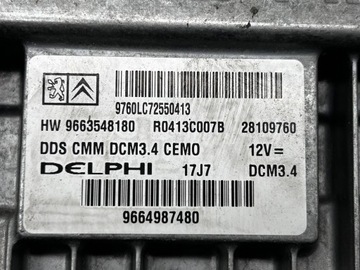 9760LC72550413
HW 9663548180 R0413C007B 28109760
DDS CMM DCM3.4 CEMO 12V=
DELPHI 17J7 DCM3.4
9664987480